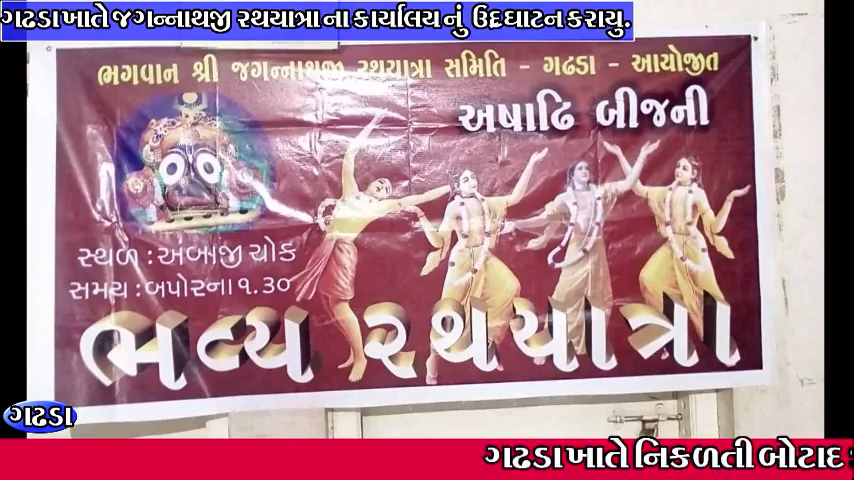 ગઢડા ખાતે જગન્નાથજી રથયાત્રા ના કાર્યાલય નું ઉદ્દઘાટન કરાયુ.
ભગવાન શ્રી જગન્નાથજી રથયાત્રા સમિતિ - ગઢડા - આયોજીત
અષાઢિ બીજની
સ્થળ : અંબાજી ચોક
સમય : બપોરના ૧.૩૦
ભવ્ય રથયાત્રા
ગઢડા
ગઢડા ખાતે નિકળતી બોટાદ